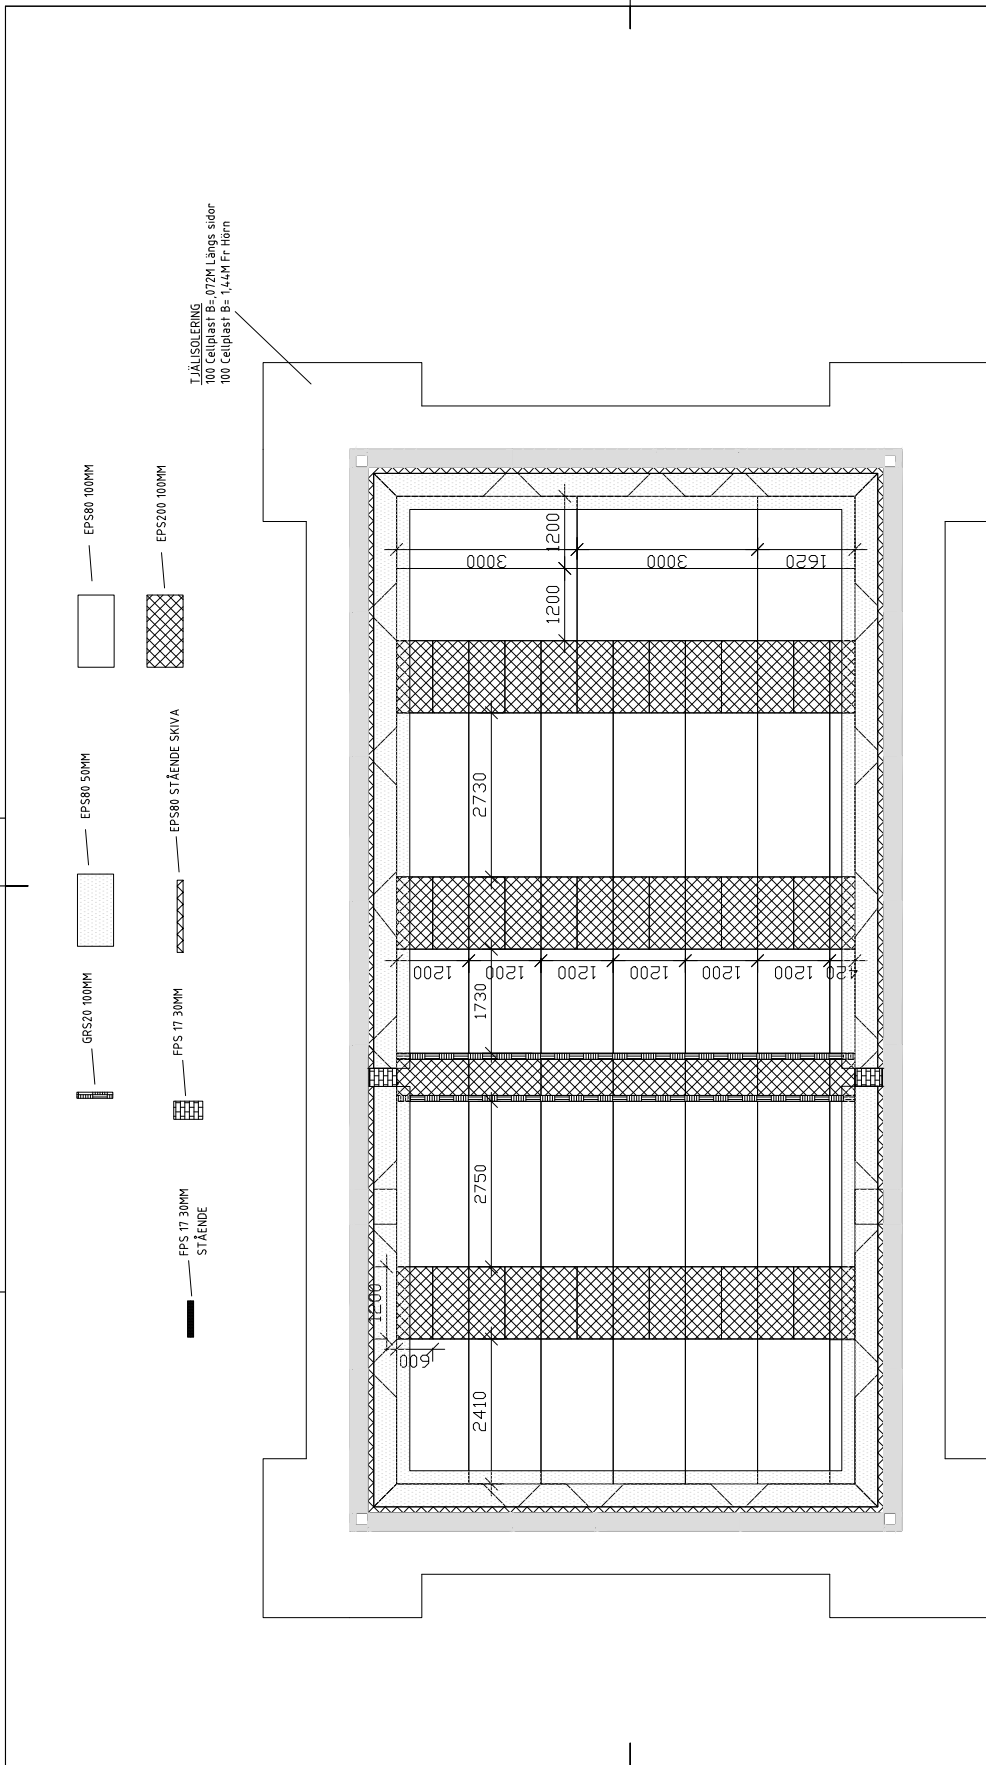 TJÄLISOLERING
100 Cellplast B=,072M Längs sidor
100 Cellplast B= 1,44M Fr Hörn
EPS80 100MM
EPS200 100MM
EPS80 50MM
EPS80 STÅENDE SKIVA
GRS20 100MM
FPS 17 30MM
FPS 17 30MM
STÅENDE
1200
1200
3000
3000
1620
2730
1200
1200
1200
1200
1200
1200
420
1730
2750
1200
600
2410